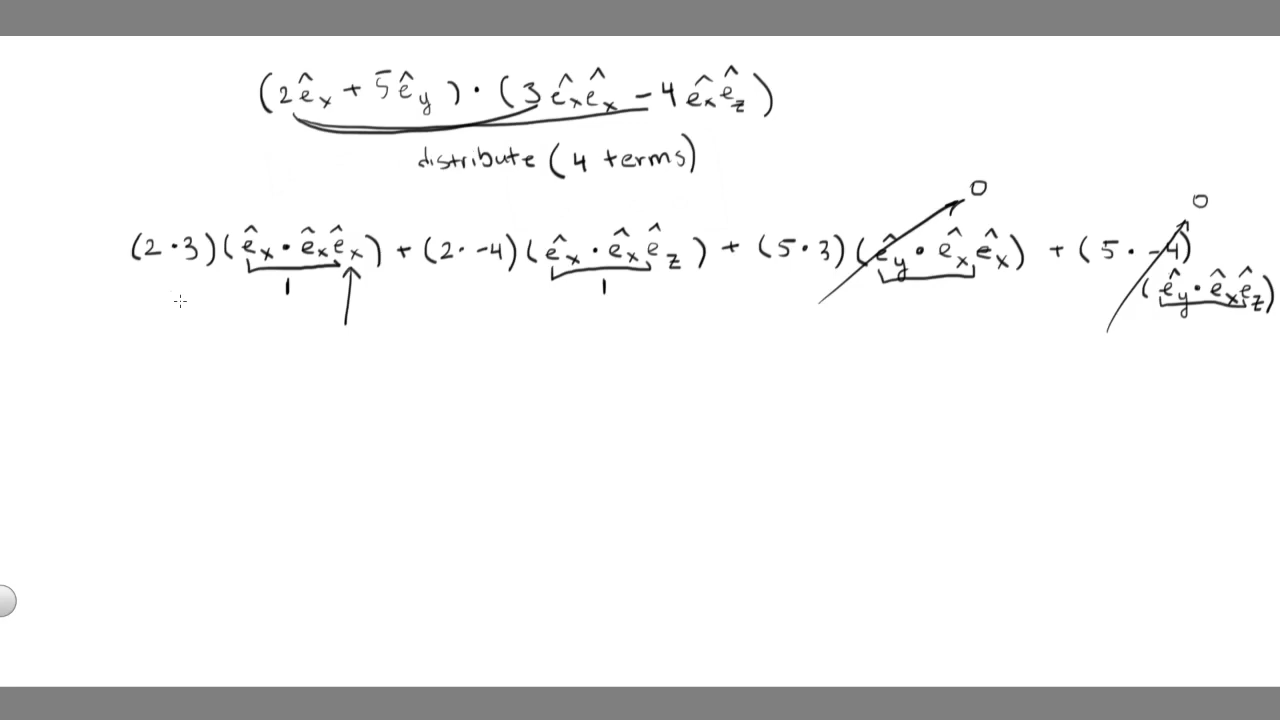 (2êₓ + 5ê_y) · (3êₓêₓ - 4êₓê_z)
distribute (4 terms)
0 0
(2·3)(êₓ · êₓêₓ) + (2·-4)(êₓ · êₓê_z) + (5·3)(ê_y · êₓêₓ) + (5·-4)
(ê_y · êₓê_z)
1 1